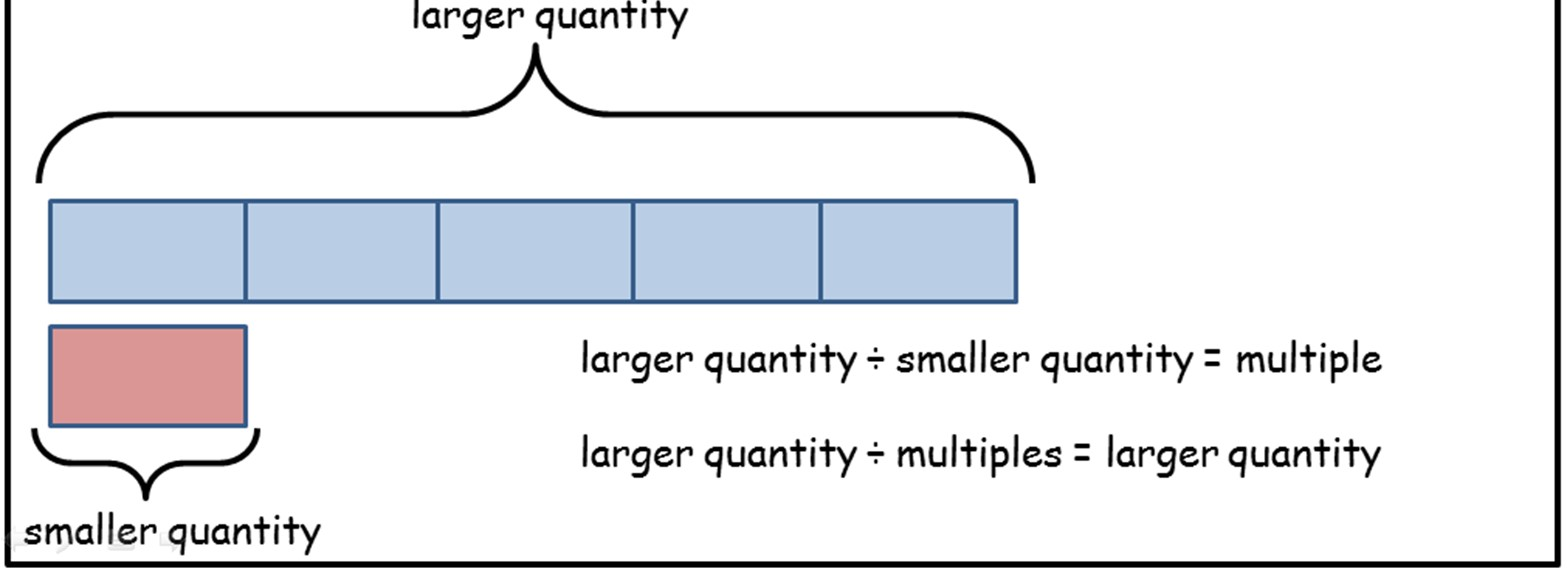 larger quantity
larger quantity ÷ smaller quantity = multiple
larger quantity ÷ multiples = larger quantity
smaller quantity